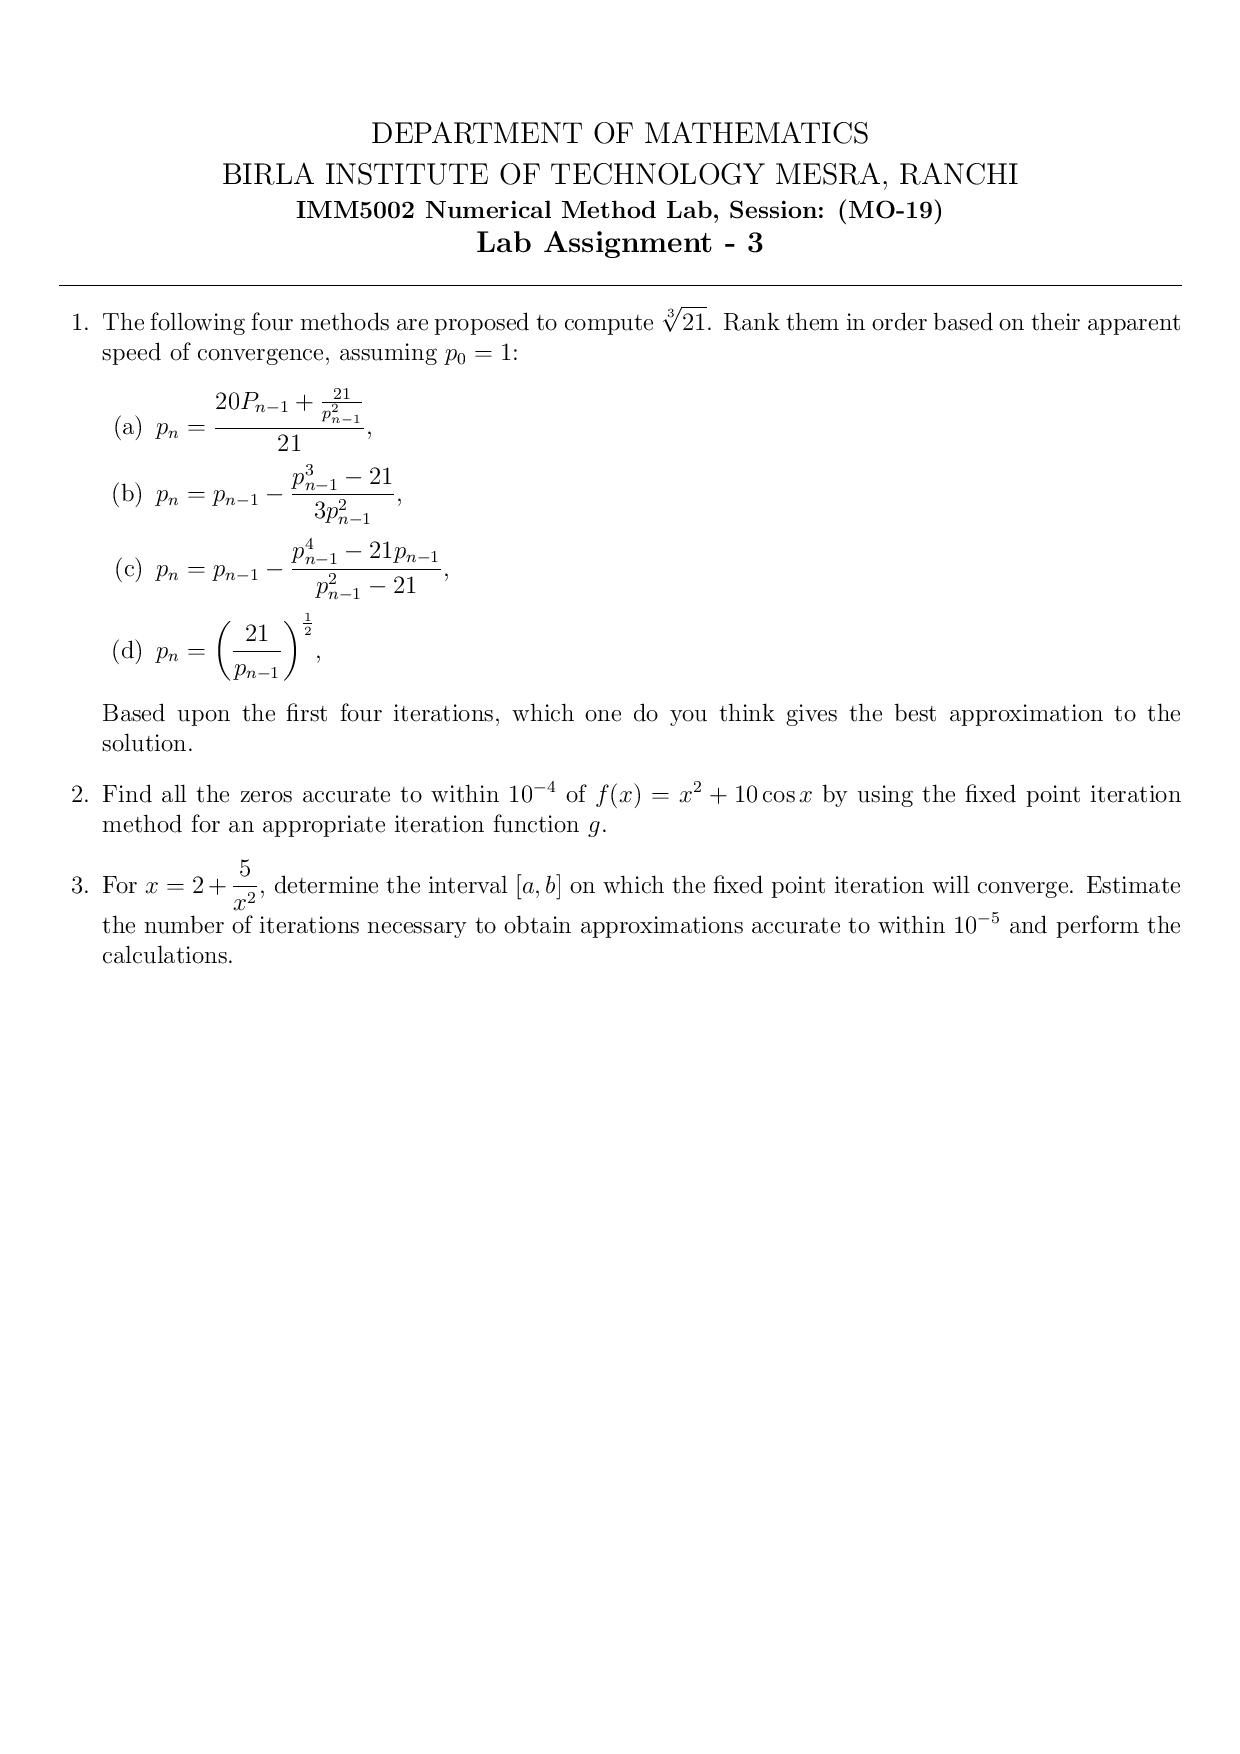 DEPARTMENT OF MATHEMATICS
BIRLA INSTITUTE OF TECHNOLOGY MESRA, RANCHI
IMM5002 Numerical Method Lab, Session: (MO-19)
Lab Assignment - 3
1. The following four methods are proposed to compute $\sqrt[3]{21}$. Rank them in order based on their apparent
speed of convergence, assuming $p_0 = 1$:
(a) $p_n = \dfrac{20P_{n-1} + \frac{21}{p_{n-1}^2}}{21}$,
(b) $p_n = p_{n-1} - \dfrac{p_{n-1}^3 - 21}{3p_{n-1}^2}$,
(c) $p_n = p_{n-1} - \dfrac{p_{n-1}^4 - 21p_{n-1}}{p_{n-1}^2 - 21}$,
(d) $p_n = \left(\dfrac{21}{p_{n-1}}\right)^{\frac{1}{2}}$,
Based upon the first four iterations, which one do you think gives the best approximation to the
solution.
2. Find all the zeros accurate to within $10^{-4}$ of $f(x) = x^2 + 10\cos x$ by using the fixed point iteration
method for an appropriate iteration function $g$.
3. For $x = 2 + \dfrac{5}{x^2}$, determine the interval $[a, b]$ on which the fixed point iteration will converge. Estimate
the number of iterations necessary to obtain approximations accurate to within $10^{-5}$ and perform the
calculations.